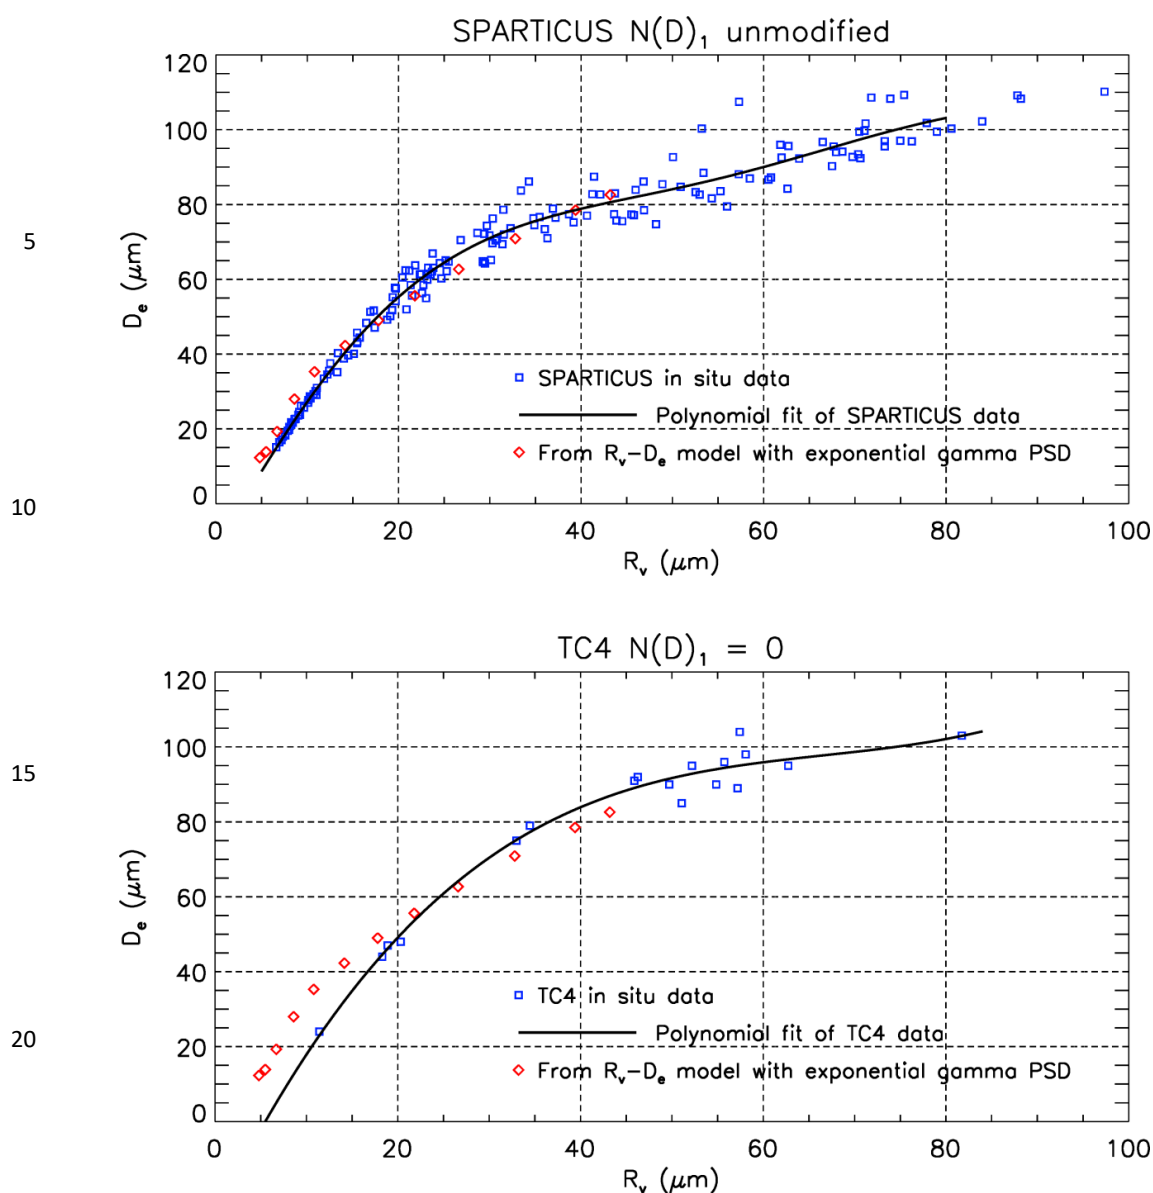 SPARTICUS N(D)₁ unmodified
120
100
80
60
40
20
0
Dₑ (μm)
5
10
SPARTICUS in situ data
Polynomial fit of SPARTICUS data
From Rᵥ−Dₑ model with exponential gamma PSD
0 20 40 60 80 100
Rᵥ (μm)
TC4 N(D)₁ = 0
120
100
80
60
40
20
0
Dₑ (μm)
15
20
TC4 in situ data
Polynomial fit of TC4 data
From Rᵥ−Dₑ model with exponential gamma PSD
0 20 40 60 80 100
Rᵥ (μm)